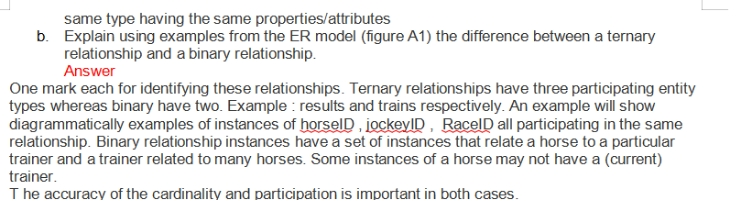 same type having the same properties/attributes
b. Explain using examples from the ER model (figure A1) the difference between a ternary
relationship and a binary relationship.
Answer
One mark each for identifying these relationships. Ternary relationships have three participating entity
types whereas binary have two. Example : results and trains respectively. An example will show
diagrammatically examples of instances of horseID , jockeyID , RaceID all participating in the same
relationship. Binary relationship instances have a set of instances that relate a horse to a particular
trainer and a trainer related to many horses. Some instances of a horse may not have a (current)
trainer.
T he accuracy of the cardinality and participation is important in both cases.